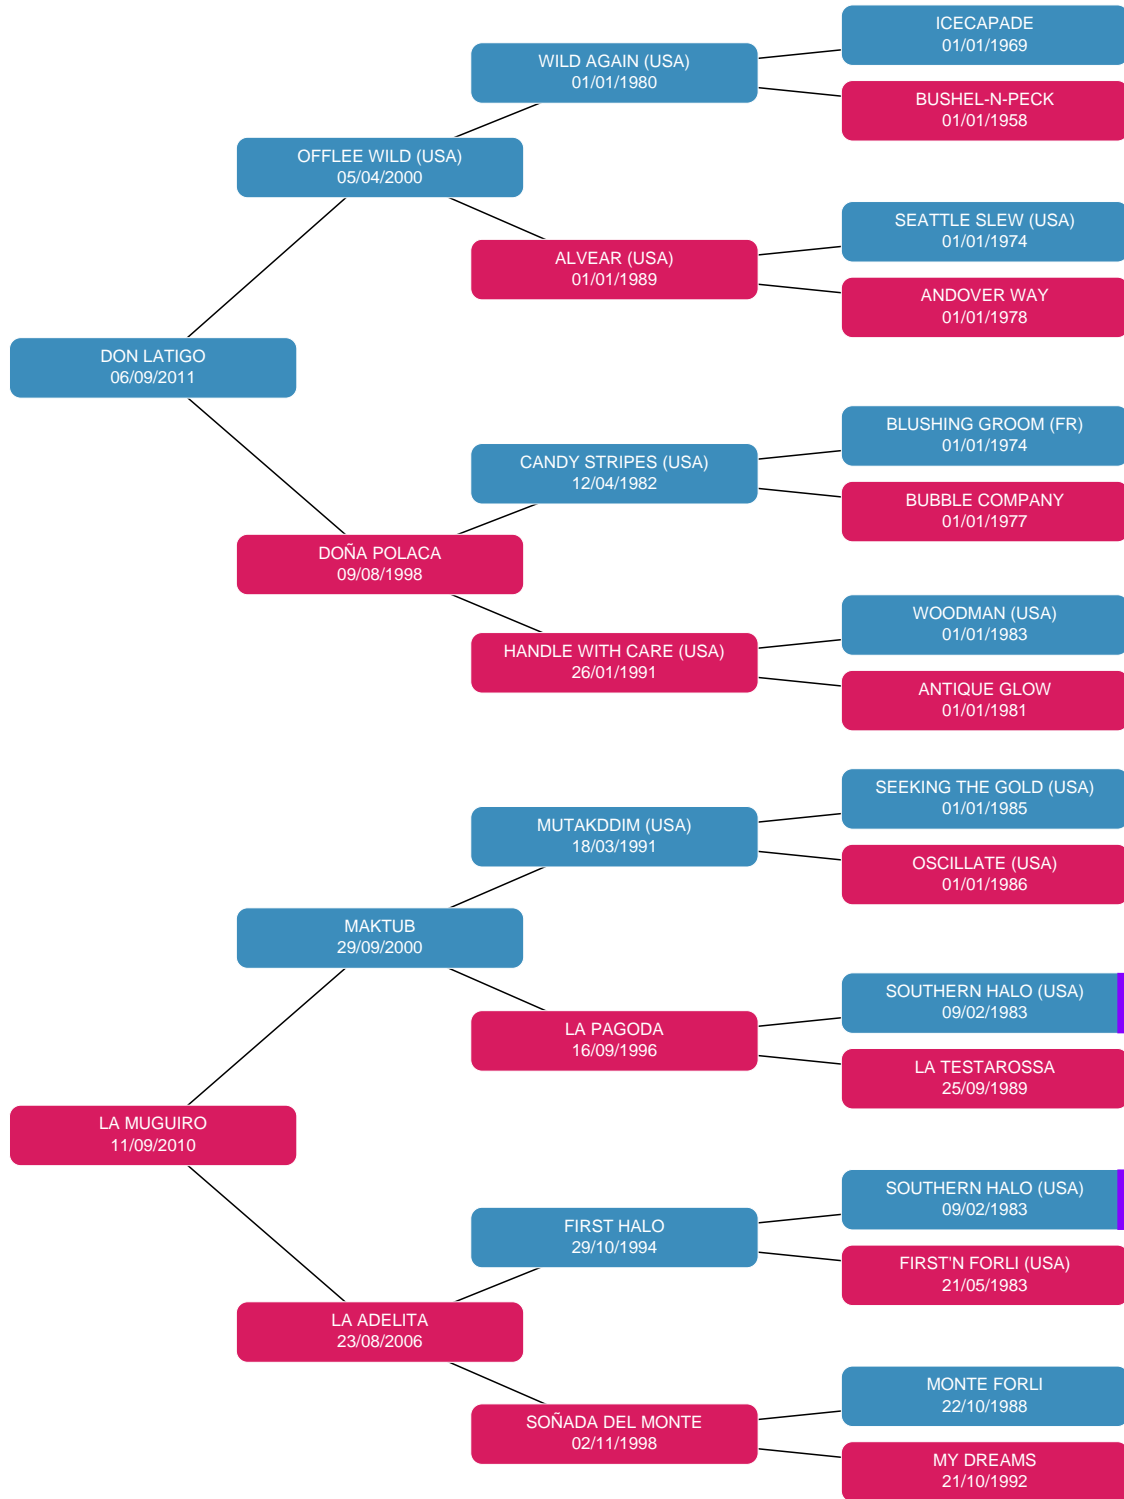 ICECAPADE
01/01/1969
WILD AGAIN (USA)
01/01/1980
BUSHEL-N-PECK
01/01/1958
OFFLEE WILD (USA)
05/04/2000
SEATTLE SLEW (USA)
01/01/1974
ALVEAR (USA)
01/01/1989
ANDOVER WAY
01/01/1978
DON LATIGO
06/09/2011
BLUSHING GROOM (FR)
01/01/1974
CANDY STRIPES (USA)
12/04/1982
BUBBLE COMPANY
01/01/1977
DOÑA POLACA
09/08/1998
WOODMAN (USA)
01/01/1983
HANDLE WITH CARE (USA)
26/01/1991
ANTIQUE GLOW
01/01/1981
SEEKING THE GOLD (USA)
01/01/1985
MUTAKDDIM (USA)
18/03/1991
OSCILLATE (USA)
01/01/1986
MAKTUB
29/09/2000
SOUTHERN HALO (USA)
09/02/1983
LA PAGODA
16/09/1996
LA TESTAROSSA
25/09/1989
LA MUGUIRO
11/09/2010
SOUTHERN HALO (USA)
09/02/1983
FIRST HALO
29/10/1994
FIRST'N FORLI (USA)
21/05/1983
LA ADELITA
23/08/2006
MONTE FORLI
22/10/1988
SOÑADA DEL MONTE
02/11/1998
MY DREAMS
21/10/1992